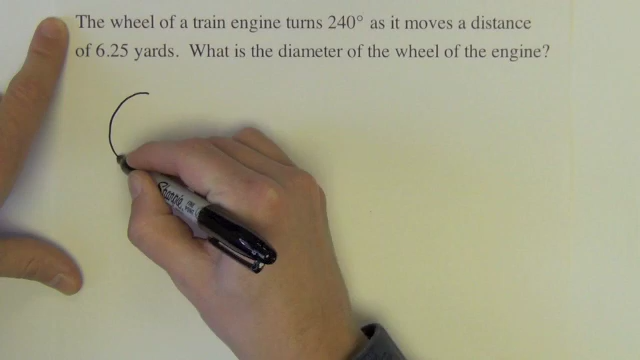 The wheel of a train engine turns 240° as it moves a distance
of 6.25 yards.  What is the diameter of the wheel of the engine?
Sharpie